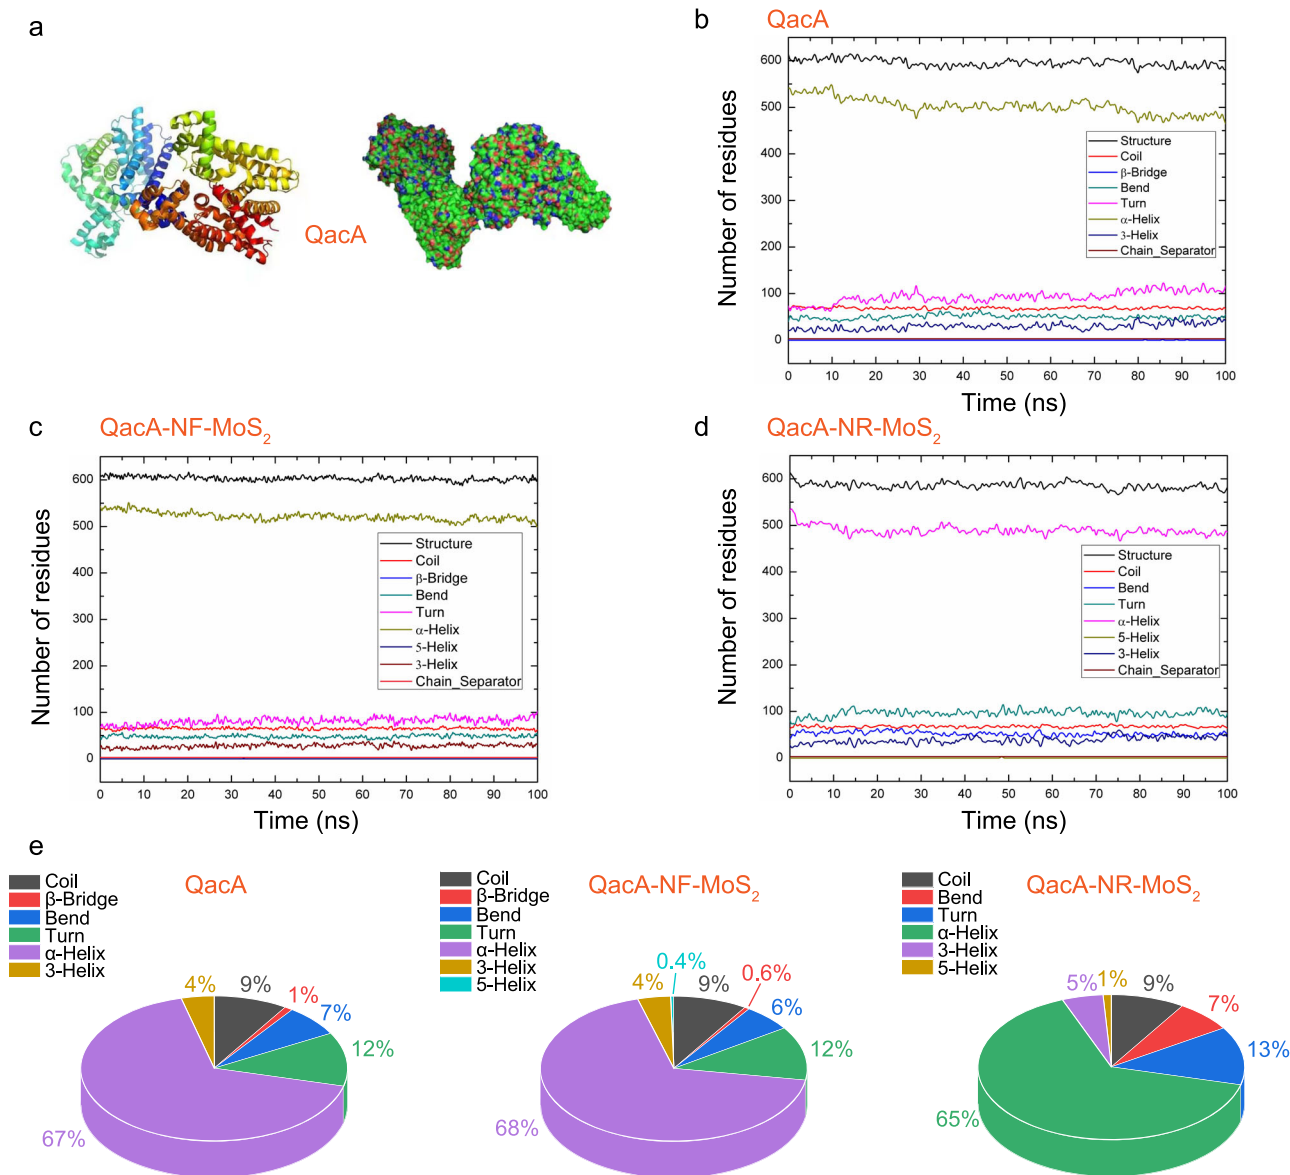 a
QacA
b
QacA
Number of residues
600
500
400
300
200
100
0
Structure
Coil
β-Bridge
Bend
Turn
α-Helix
3-Helix
Chain_Separator
0 10 20 30 40 50 60 70 80 90 100
Time (ns)
c
QacA-NF-MoS₂
Number of residues
600
500
400
300
200
100
0
Structure
Coil
β-Bridge
Bend
Turn
α-Helix
5-Helix
3-Helix
Chain_Separator
0 10 20 30 40 50 60 70 80 90 100
Time (ns)
d
QacA-NR-MoS₂
Number of residues
600
500
400
300
200
100
0
Structure
Coil
Bend
Turn
α-Helix
5-Helix
3-Helix
Chain_Separator
0 10 20 30 40 50 60 70 80 90 100
Time (ns)
e
QacA
Coil
β-Bridge
Bend
Turn
α-Helix
3-Helix
4%
9%
1%
7%
12%
67%
QacA-NF-MoS₂
Coil
β-Bridge
Bend
Turn
α-Helix
3-Helix
5-Helix
4%
0.4%
9%
0.6%
6%
12%
68%
QacA-NR-MoS₂
Coil
Bend
Turn
α-Helix
3-Helix
5-Helix
5%
1%
9%
7%
13%
65%